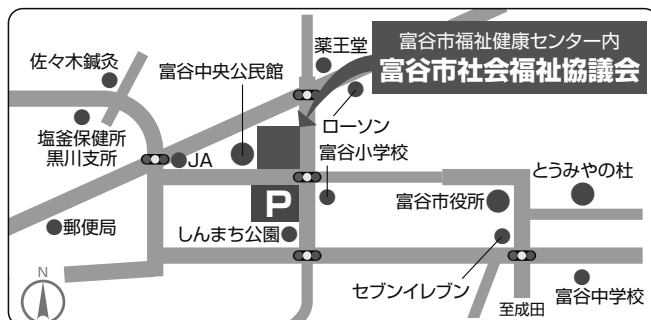 富谷市福祉健康センター内
富谷市社会福祉協議会
薬王堂
佐々木鍼灸
富谷中央公民館
ローソン
塩釜保健所
黒川支所
JA
富谷小学校
とうみやの杜
P
富谷市役所
郵便局
しんまち公園
セブンイレブン
富谷中学校
至成田
N